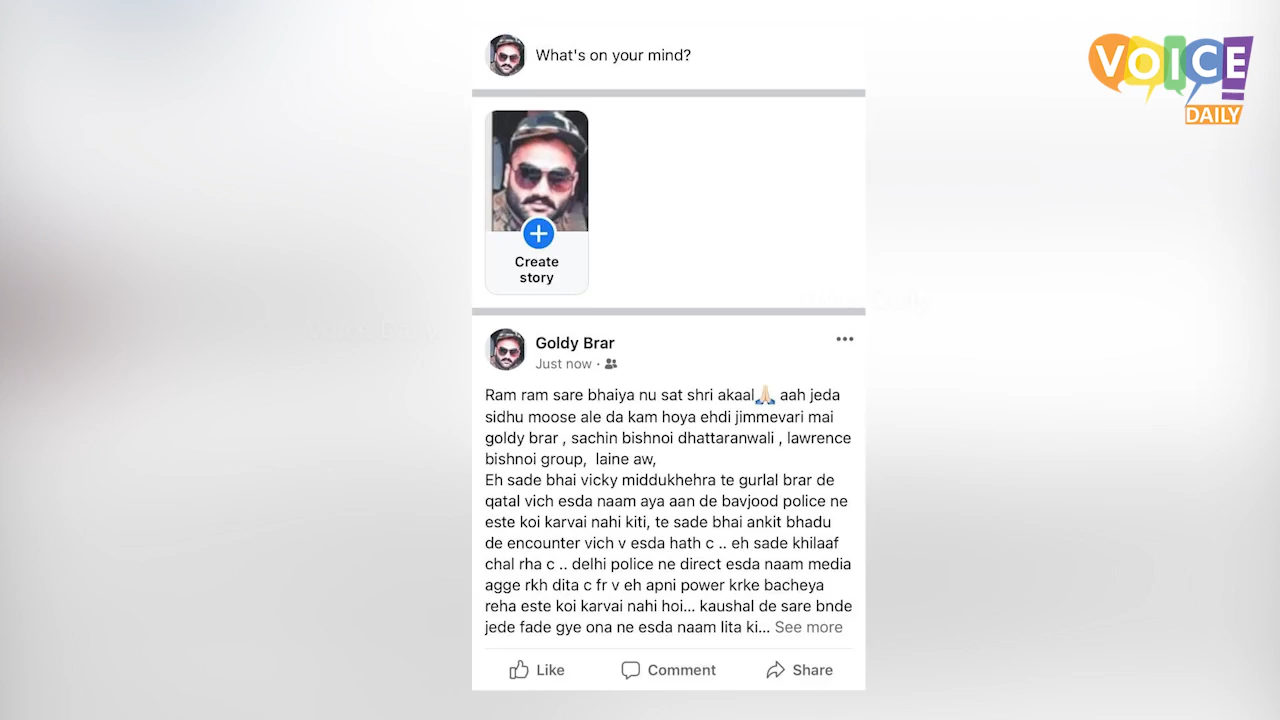 What's on your mind?
VOICE
DAILY
Create
story
Goldy Brar
Just now ·
Ram ram sare bhaiya nu sat shri akaal🙏🏻 aah jeda
sidhu moose ale da kam hoya ehdi jimmevari mai
goldy brar , sachin bishnoi dhattaranwali , lawrence
bishnoi group, laine aw,
Eh sade bhai vicky middukhehra te gurlal brar de
qatal vich esda naam aya aan de bavjood police ne
este koi karvai nahi kiti, te sade bhai ankit bhadu
de encounter vich v esda hath c .. eh sade khilaaf
chal rha c .. delhi police ne direct esda naam media
agge rkh dita c fr v eh apni power krke bacheya
reha este koi karvai nahi hoi... kaushal de sare bnde
jede fade gye ona ne esda naam lita ki... See more
Like Comment Share